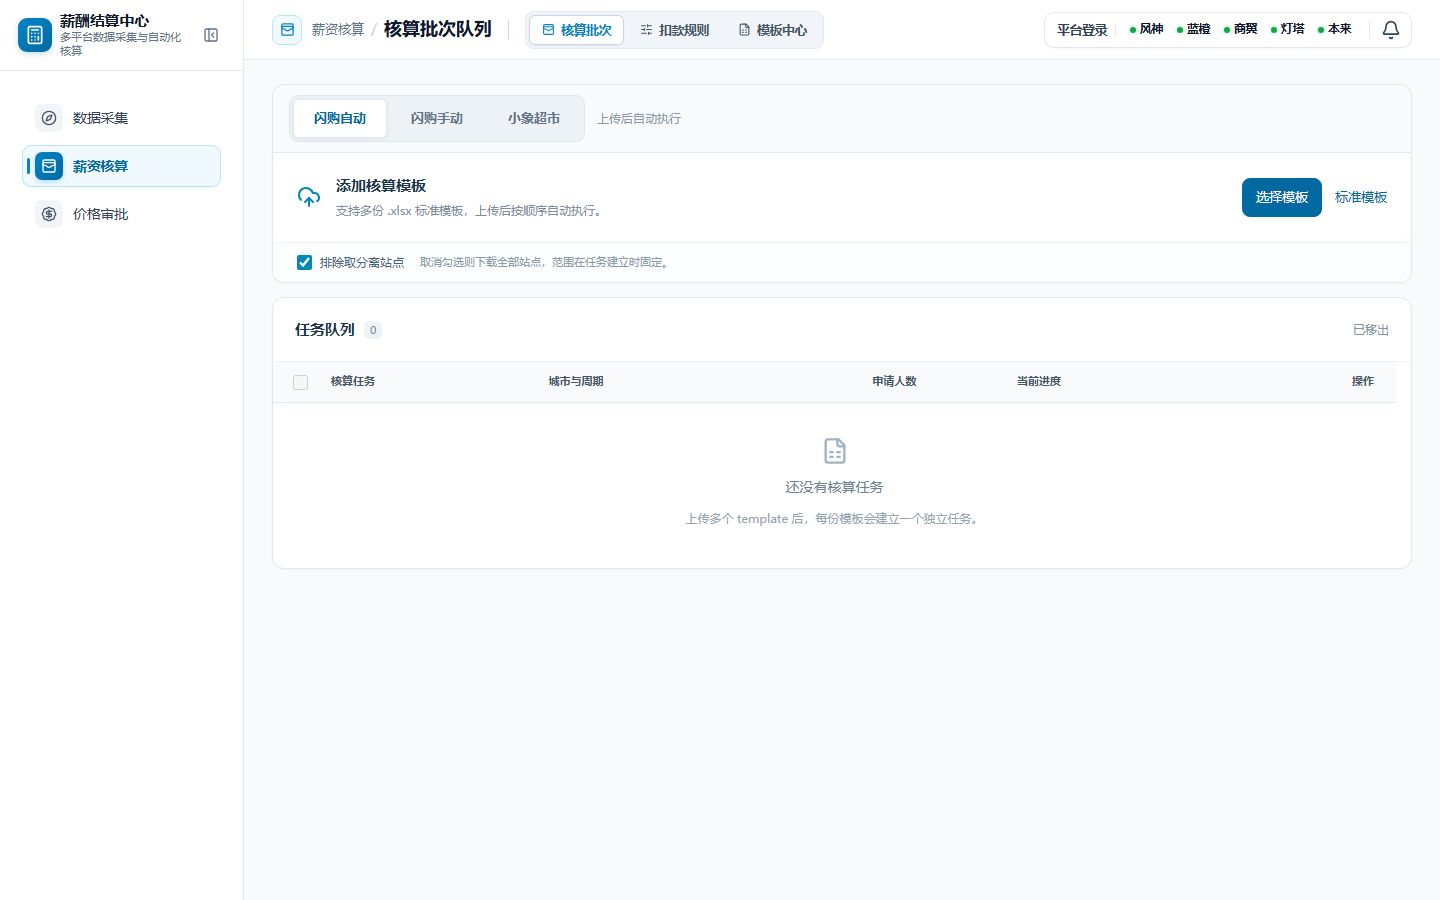 薪酬结算中心
多平台数据采集与自动化
核算
数据采集
薪资核算
价格审批
薪资核算 / 核算批次队列
核算批次
扣款规则
模板中心
平台登录
风神
蓝橙
商翼
灯塔
本来
闪购自动
闪购手动
小象超市
上传后自动执行
添加核算模板
支持多份 .xlsx 标准模板，上传后按顺序自动执行。
选择模板
标准模板
排除取分离站点
取消勾选则下载全部站点，范围在任务建立时固定。
任务队列 0
已移出
核算任务
城市与周期
申请人数
当前进度
操作
还没有核算任务
上传多个 template 后，每份模板会建立一个独立任务。